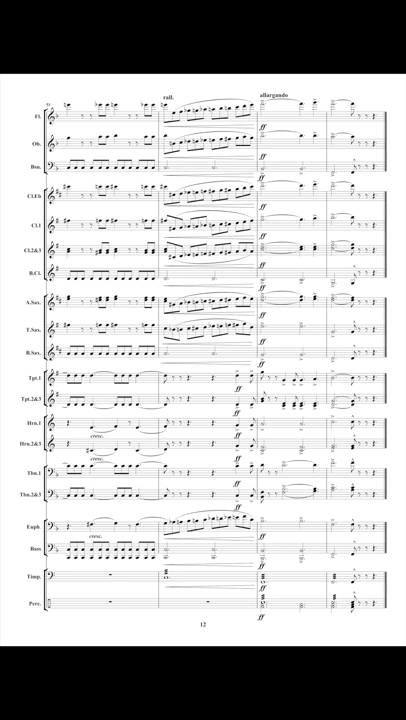 rall.
allargando
51
Fl.
ff
Ob.
ff
Bsn.
ff
Cl.Eb
ff
Cl.1
ff
Cl.2&3
ff
B.Cl.
ff
A.Sax.
ff
T.Sax.
ff
B.Sax.
ff
Tpt.1
ff
Tpt.2&3
ff
Hrn.1
cresc.
ff
Hrn.2&3
cresc.
ff
Tbn.1
ff
Tbn.2&3
ff
Euph.
cresc.
ff
Bass
ff
Timp.
ff
Perc.
ff
12